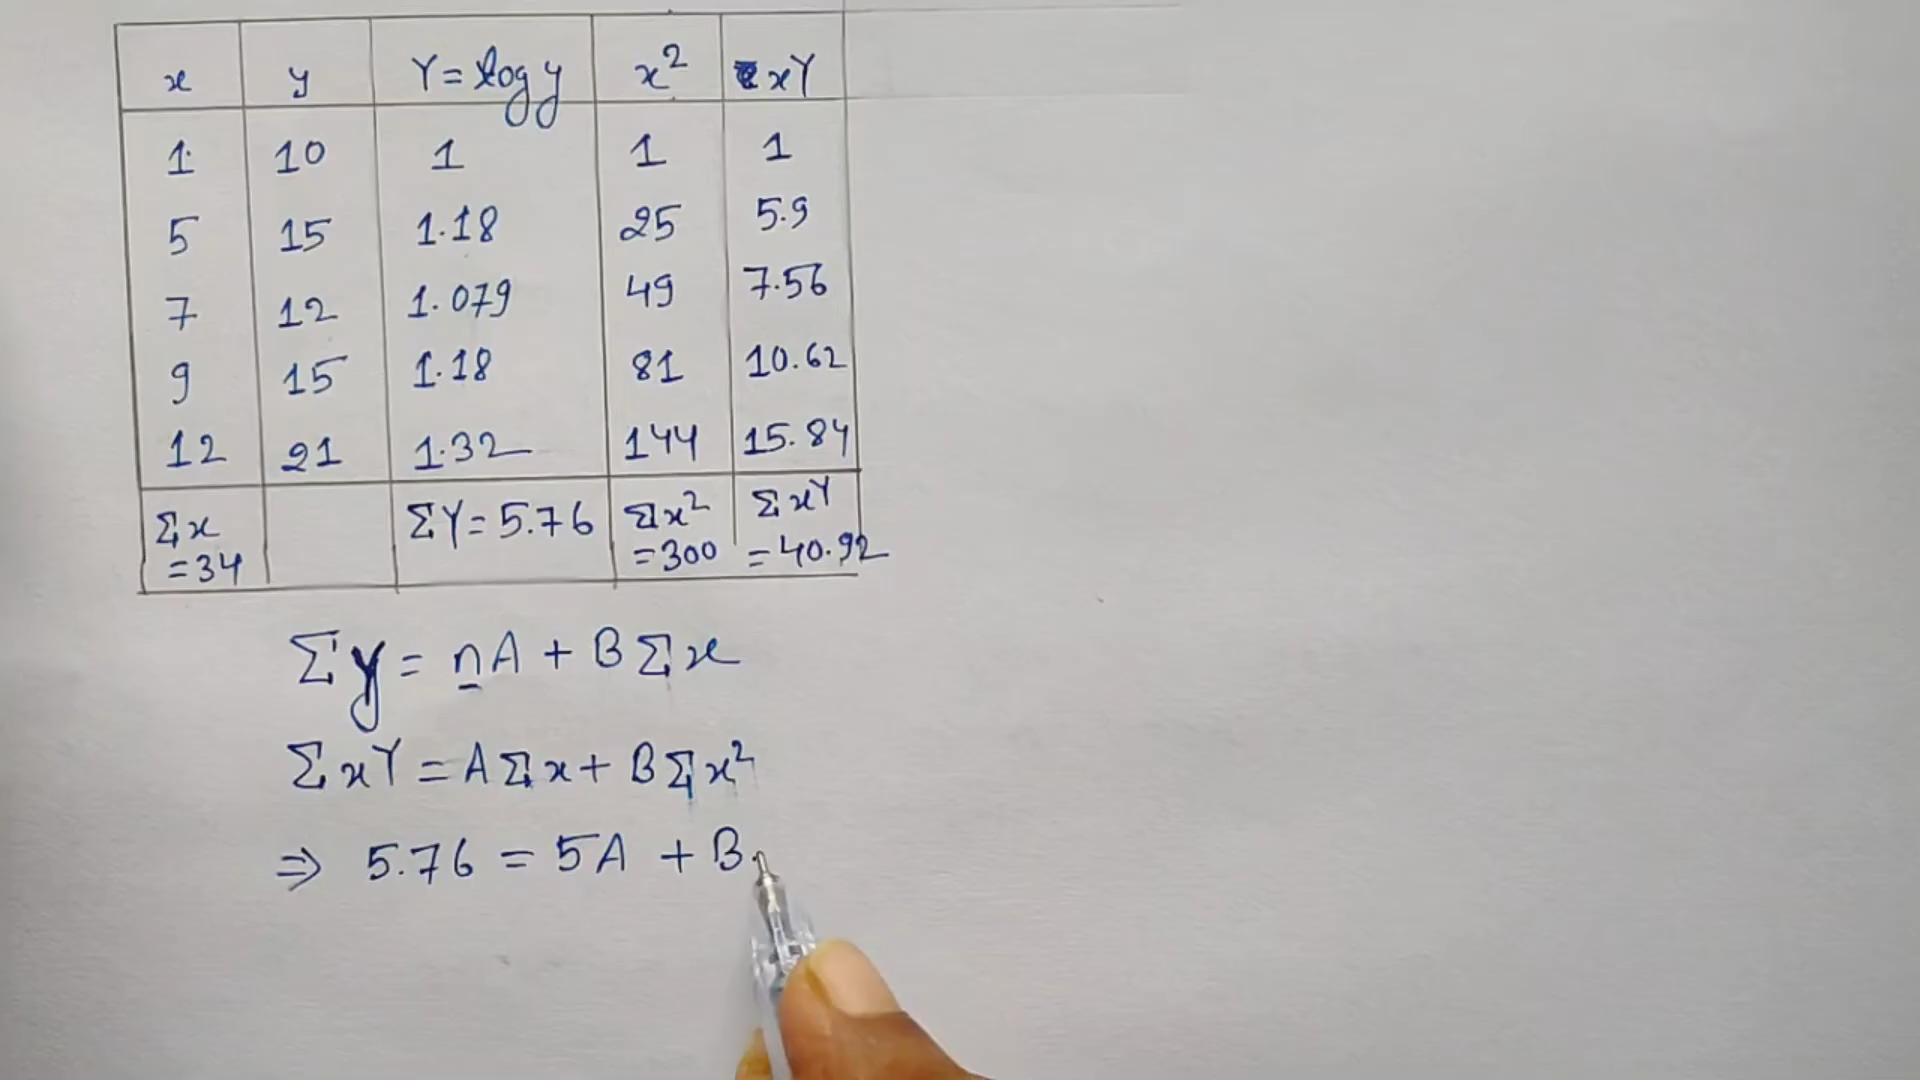 x y Y = log y x² xY
1 10 1 1 1
5 15 1.18 25 5.9
7 12 1.079 49 7.56
9 15 1.18 81 10.62
12 21 1.32 144 15.84
Σx = 34 ΣY = 5.76 Σx² = 300 ΣxY = 40.92
Σy = nA + BΣx
ΣxY = AΣx + BΣx²
⇒ 5.76 = 5A + B.